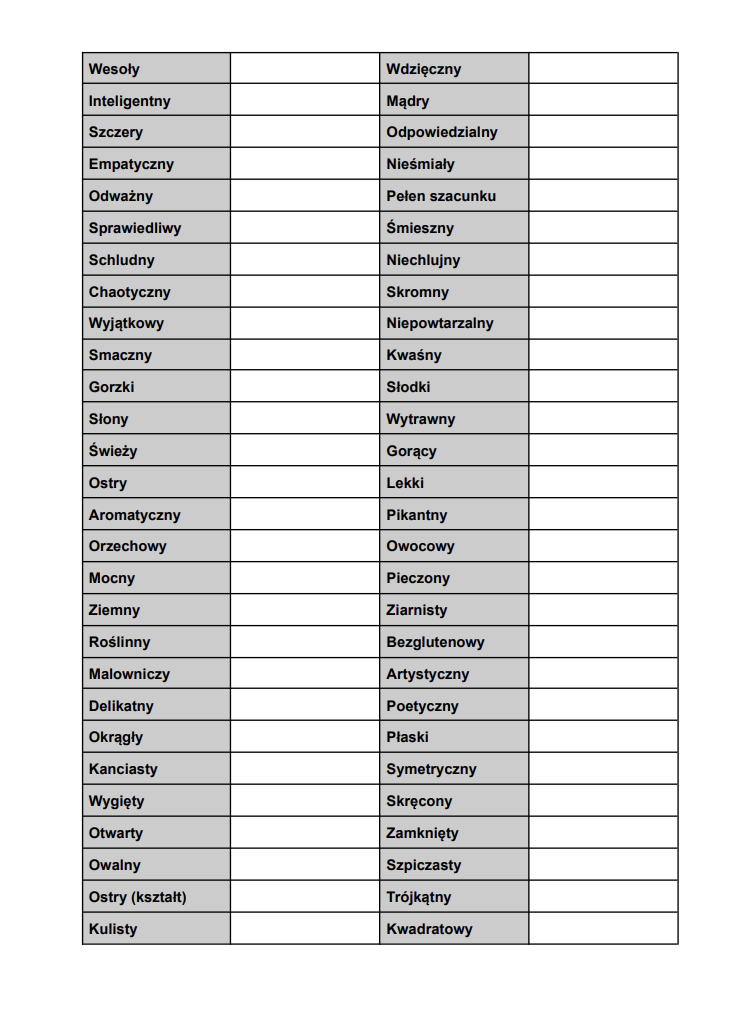 Wesoły Wdzięczny
Inteligentny Mądry
Szczery Odpowiedzialny
Empatyczny Nieśmiały
Odważny Pełen szacunku
Sprawiedliwy Śmieszny
Schludny Niechlujny
Chaotyczny Skromny
Wyjątkowy Niepowtarzalny
Smaczny Kwaśny
Gorzki Słodki
Słony Wytrawny
Świeży Gorący
Ostry Lekki
Aromatyczny Pikantny
Orzechowy Owocowy
Mocny Pieczony
Ziemny Ziarnisty
Roślinny Bezglutenowy
Malowniczy Artystyczny
Delikatny Poetyczny
Okrągły Płaski
Kanciasty Symetryczny
Wygięty Skręcony
Otwarty Zamknięty
Owalny Szpiczasty
Ostry (kształt) Trójkątny
Kulisty Kwadratowy